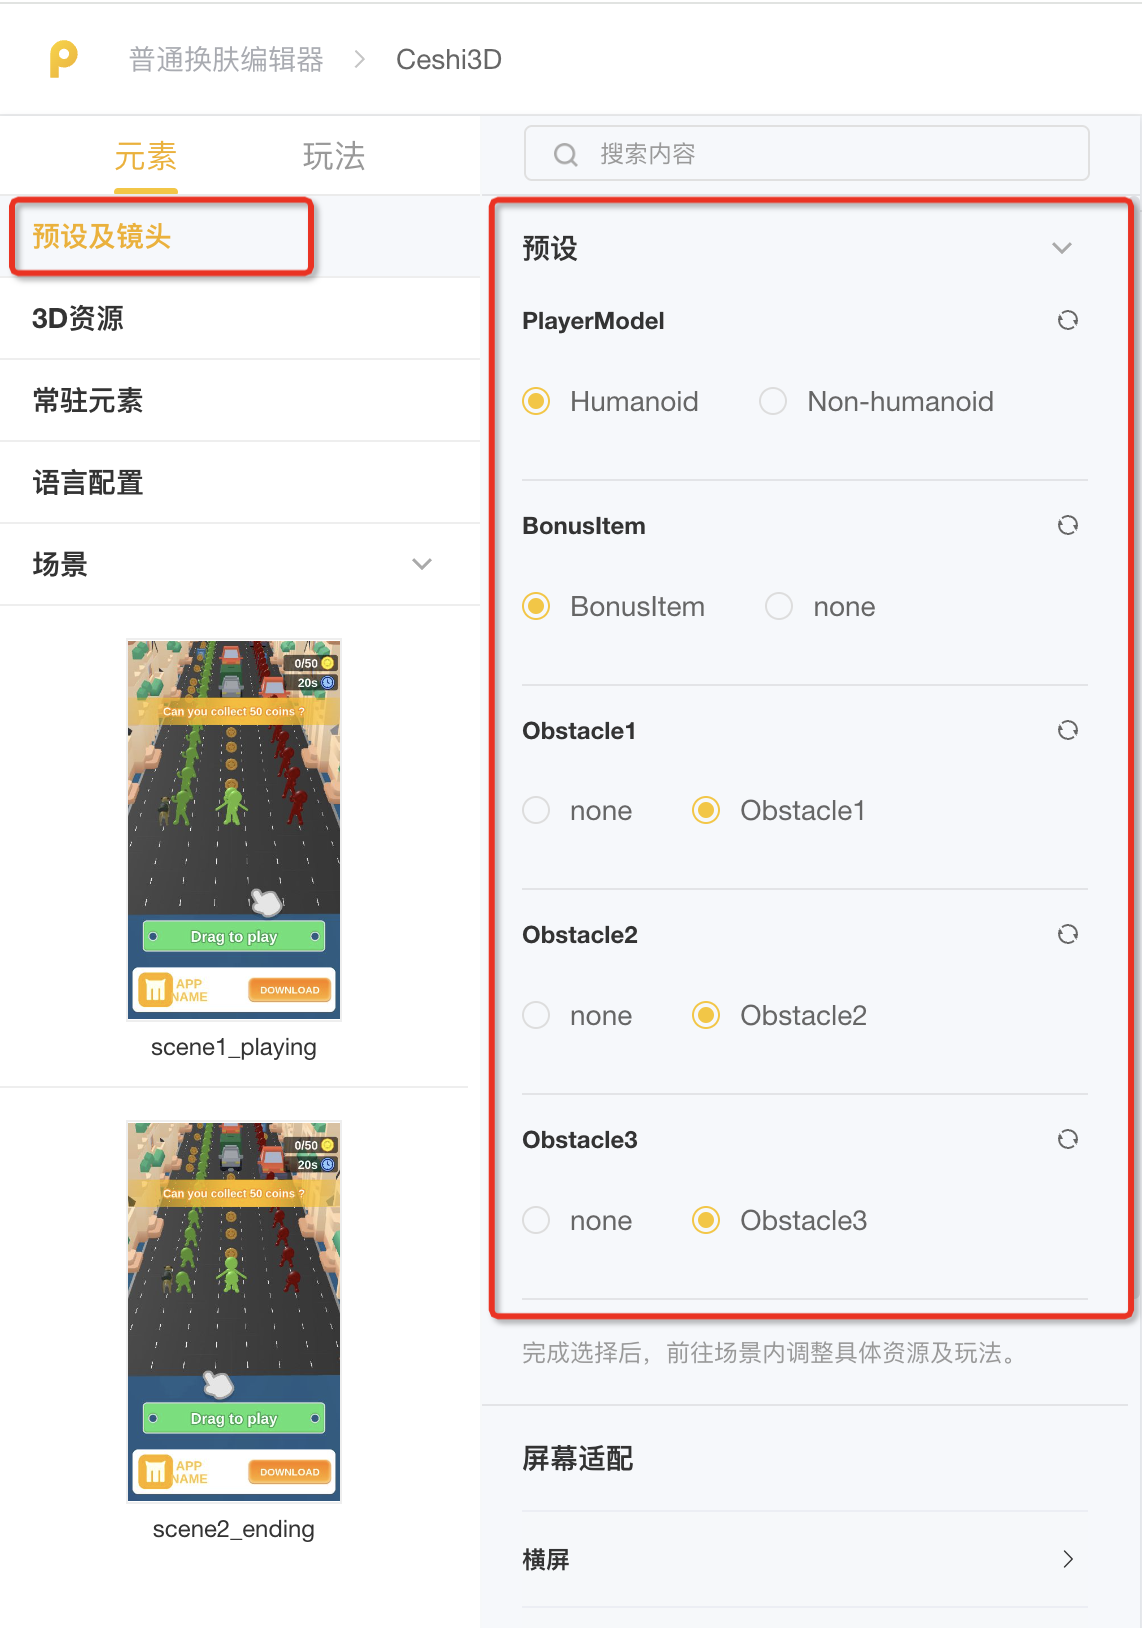 普通换肤编辑器 > Ceshi3D
元素 玩法
搜索内容
预设及镜头
3D资源
常驻元素
语言配置
场景
0/50
20s
Can you collect 50 coins ?
Drag to play
APP NAME
DOWNLOAD
scene1_playing
0/50
20s
Can you collect 50 coins ?
Drag to play
APP NAME
DOWNLOAD
scene2_ending
预设
PlayerModel
Humanoid Non-humanoid
BonusItem
BonusItem none
Obstacle1
none Obstacle1
Obstacle2
none Obstacle2
Obstacle3
none Obstacle3
完成选择后，前往场景内调整具体资源及玩法。
屏幕适配
横屏